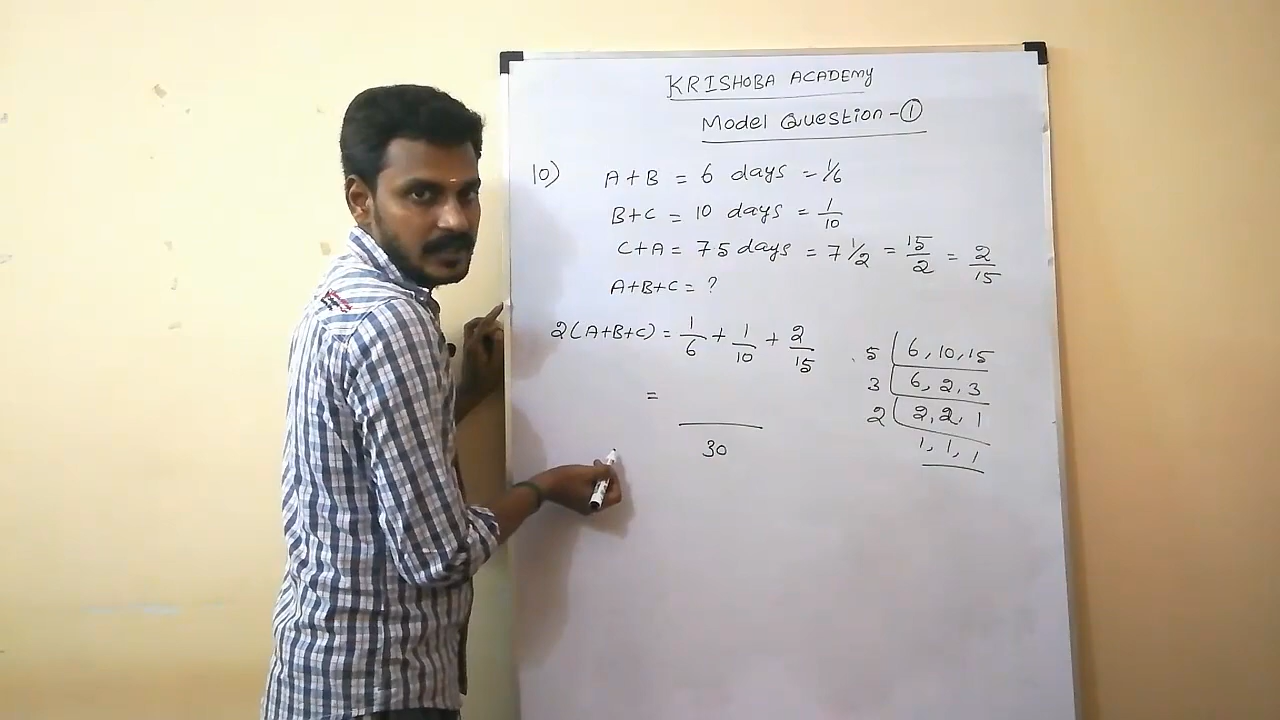 KRISHOBA ACADEMY
Model Question - ①
10) A+B = 6 days = 1/6
B+C = 10 days = 1/10
C+A = 75 days = 7 1/2 = 15/2 = 2/15
A+B+C = ?
2(A+B+C) = 1/6 + 1/10 + 2/15
=
30
5 | 6, 10, 15
3 | 6, 2, 3
2 | 2, 2, 1
1, 1, 1